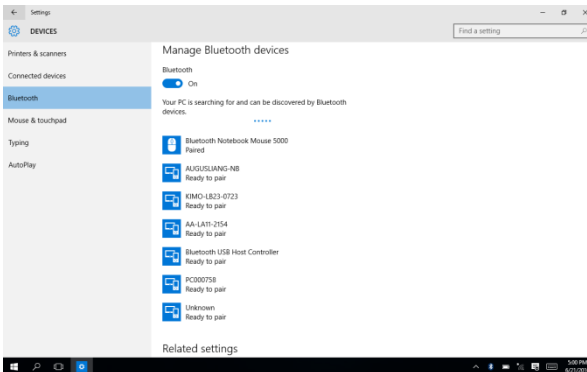 Settings
DEVICES
Find a setting
Printers & scanners
Connected devices
Bluetooth
Mouse & touchpad
Typing
AutoPlay
Manage Bluetooth devices
Bluetooth
On
Your PC is searching for and can be discovered by Bluetooth
devices.
Bluetooth Notebook Mouse 5000
Paired
AUGUSLIANG-NB
Ready to pair
KIMO-LB23-0723
Ready to pair
AA-LA11-2154
Ready to pair
Bluetooth USB Host Controller
Ready to pair
PC000758
Ready to pair
Unknown
Ready to pair
Related settings
5:00 PM